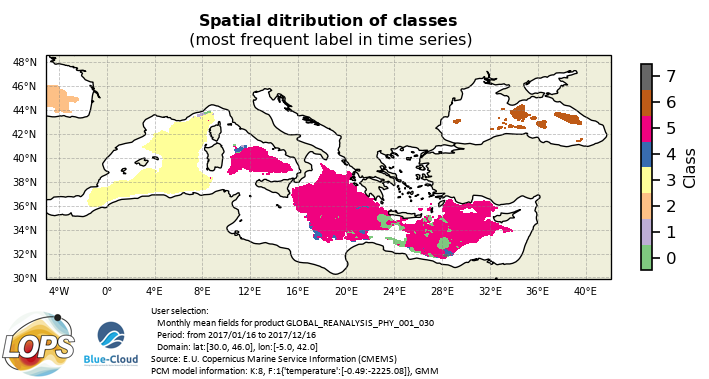 Spatial ditribution of classes
(most frequent label in time series)
48°N
46°N
44°N
42°N
40°N
38°N
36°N
34°N
32°N
30°N
4°W 0° 4°E 8°E 12°E 16°E 20°E 24°E 28°E 32°E 36°E 40°E
7
6
5
4
3
2
1
0
Class
User selection:
Monthly mean fields for product GLOBAL_REANALYSIS_PHY_001_030
Period: from 2017/01/16 to 2017/12/16
Domain: lat:[30.0, 46.0], lon:[-5.0, 42.0]
Source: E.U. Copernicus Marine Service Information (CMEMS)
PCM model information: K:8, F:1{'temperature':[-0.49:-2225.08]}, GMM
LOPS
Blue-Cloud